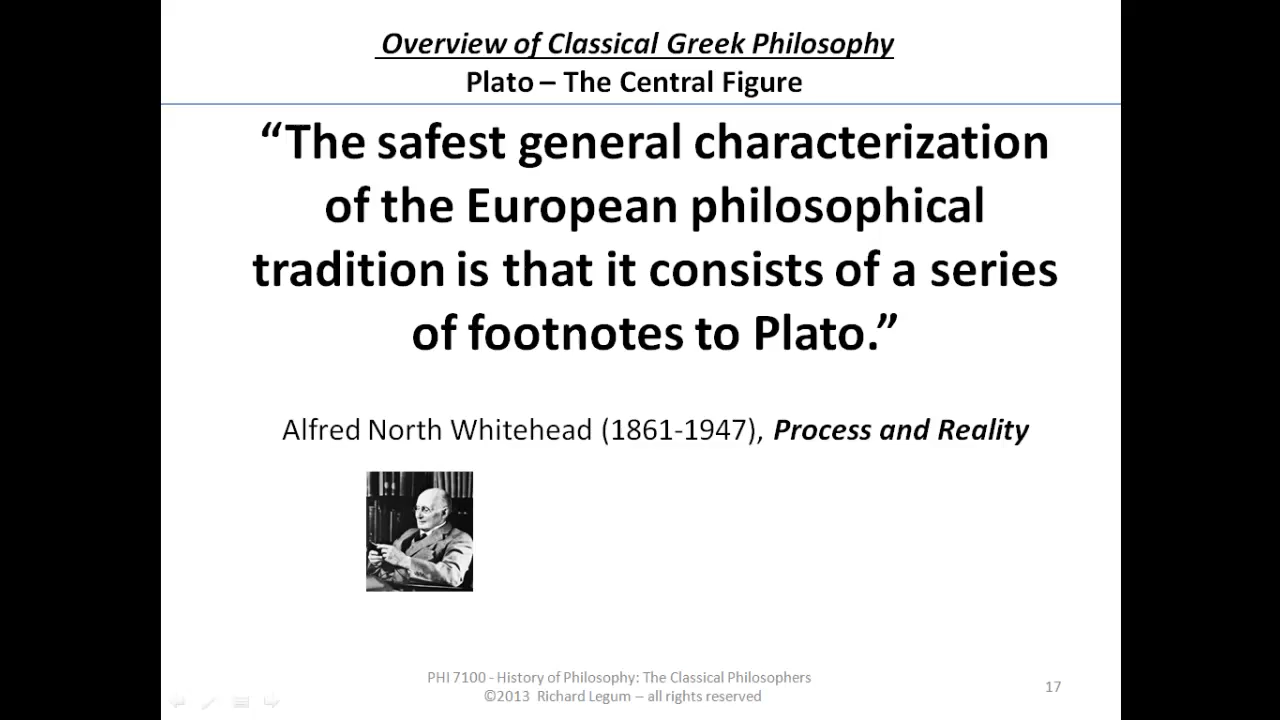 Overview of Classical Greek Philosophy
Plato – The Central Figure
“The safest general characterization
of the European philosophical
tradition is that it consists of a series
of footnotes to Plato.”
Alfred North Whitehead (1861-1947), Process and Reality
PHI 7100 - History of Philosophy: The Classical Philosophers
©2013 Richard Legum – all rights reserved
17